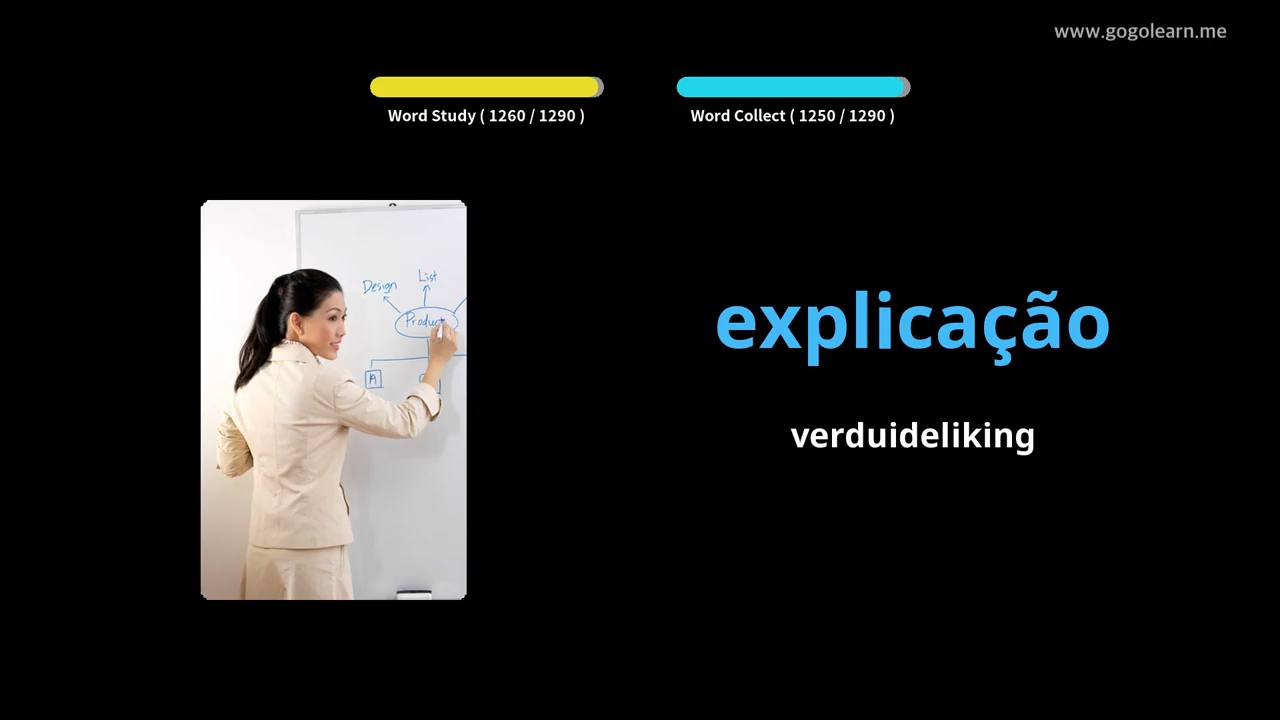 www.gogolearn.me
Word Study ( 1260 / 1290 )
Word Collect ( 1250 / 1290 )
Design
List
Product
A
explicação
verduideliking